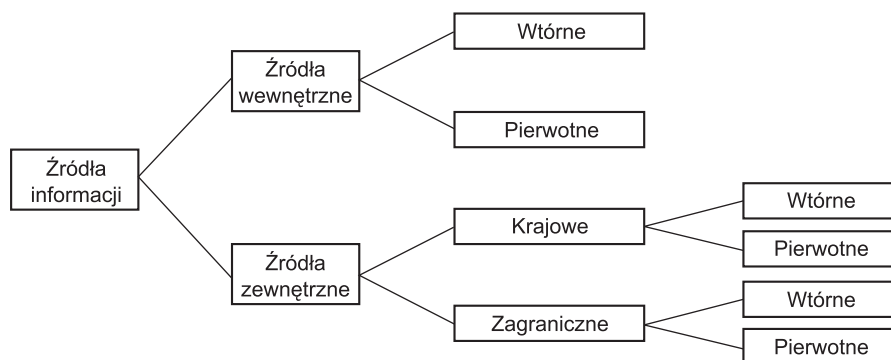 Źródła
informacji
Źródła
wewnętrzne
Wtórne
Pierwotne
Źródła
zewnętrzne
Krajowe
Wtórne
Pierwotne
Zagraniczne
Wtórne
Pierwotne